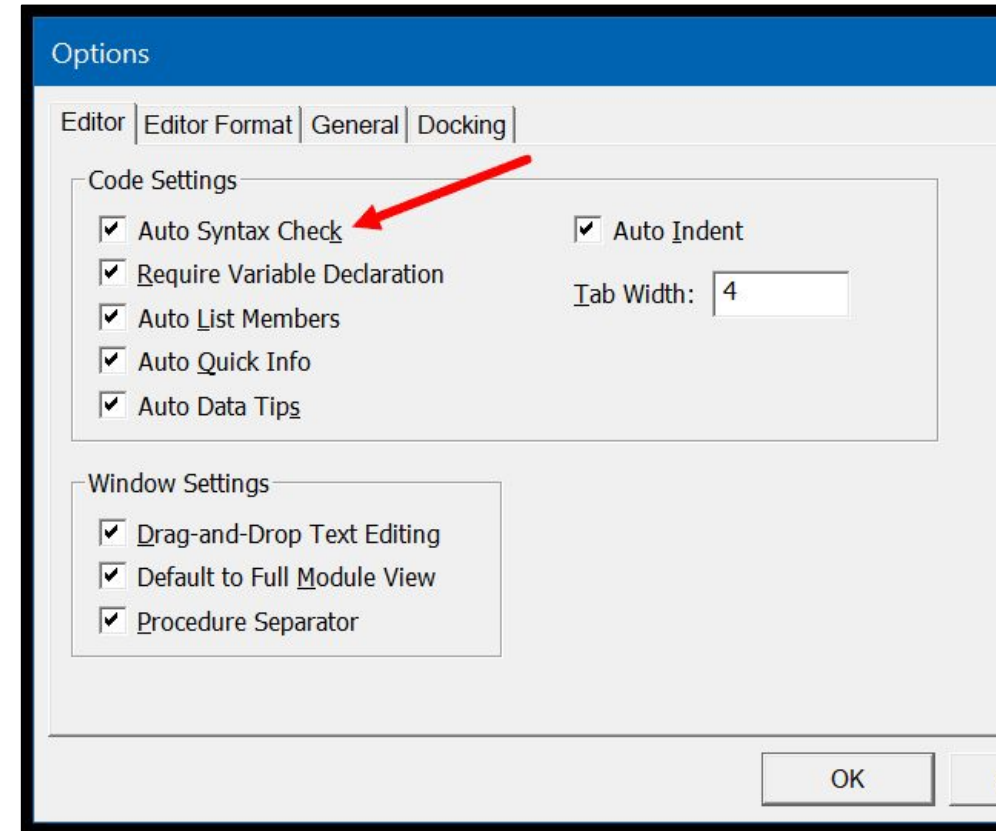 Options
Editor Editor Format General Docking
Code Settings
Auto Syntax Check
Auto Indent
Require Variable Declaration
Tab Width: 4
Auto List Members
Auto Quick Info
Auto Data Tips
Window Settings
Drag-and-Drop Text Editing
Default to Full Module View
Procedure Separator
OK